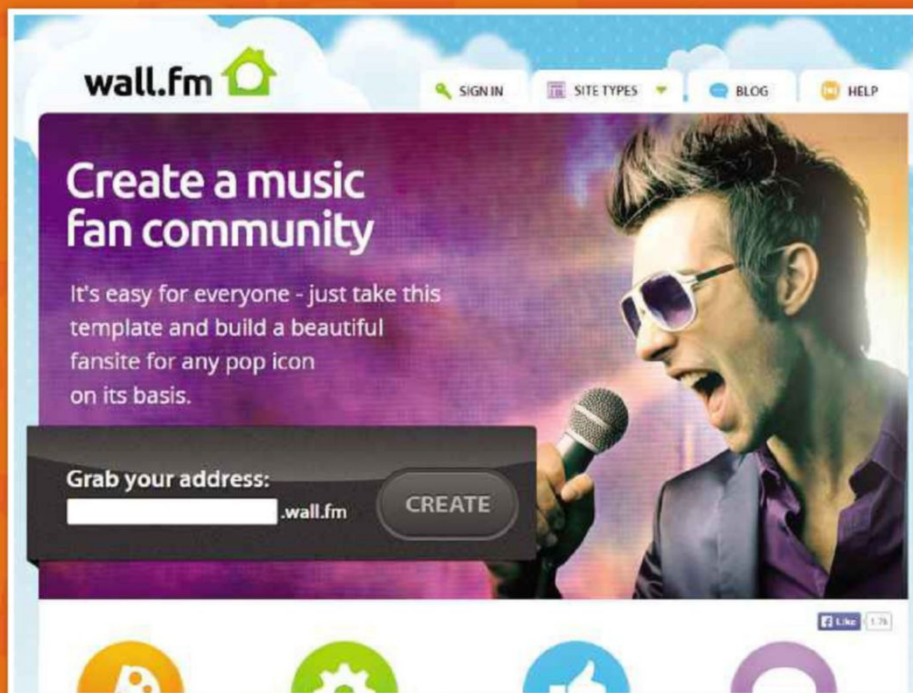 wall.fm
SIGN IN SITE TYPES BLOG HELP
Create a music
fan community
It's easy for everyone - just take this
template and build a beautiful
fansite for any pop icon
on its basis.
Grab your address:
.wall.fm CREATE
Like 1.7k